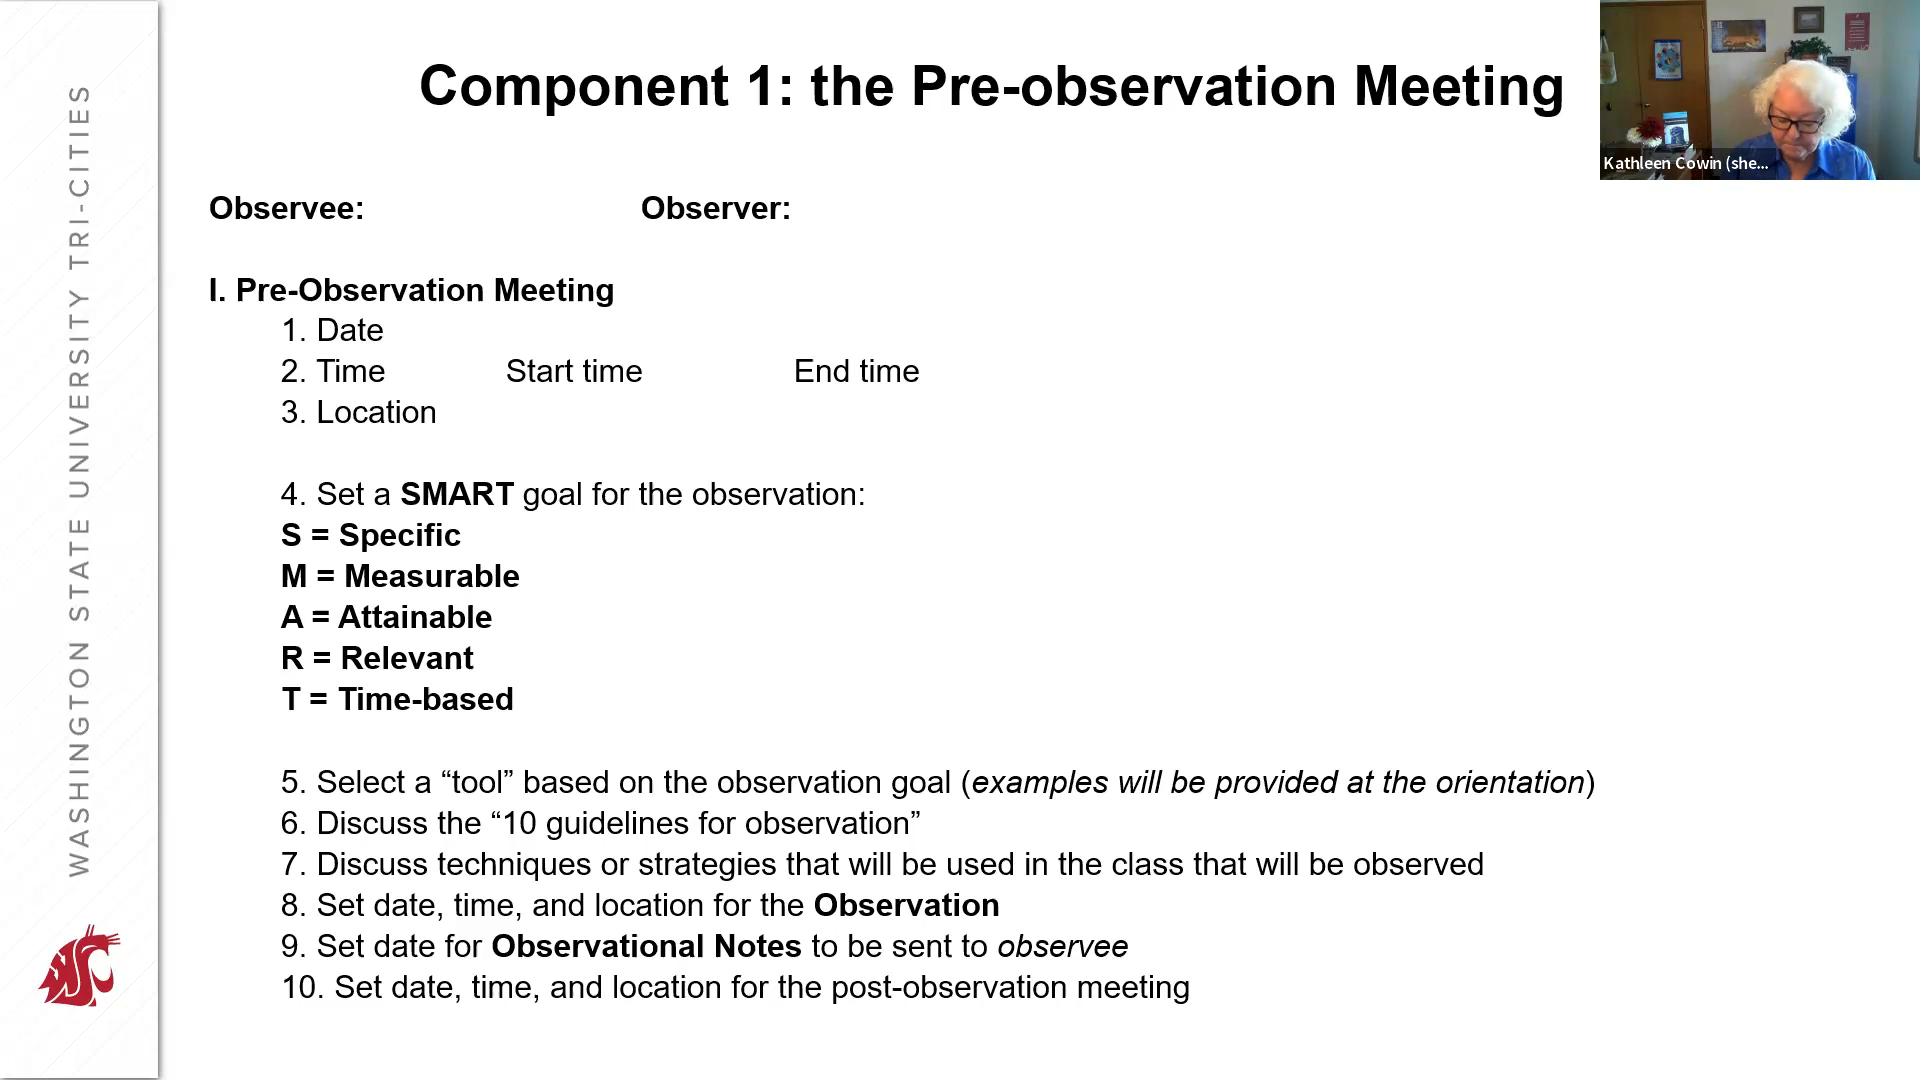 Component 1: the Pre-observation Meeting
Kathleen Cowin (she...
WASHINGTON STATE UNIVERSITY TRI-CITIES
Observee: Observer:
I. Pre-Observation Meeting
1. Date
2. Time Start time End time
3. Location
4. Set a SMART goal for the observation:
S = Specific
M = Measurable
A = Attainable
R = Relevant
T = Time-based
5. Select a “tool” based on the observation goal (examples will be provided at the orientation)
6. Discuss the “10 guidelines for observation”
7. Discuss techniques or strategies that will be used in the class that will be observed
8. Set date, time, and location for the Observation
9. Set date for Observational Notes to be sent to observee
10. Set date, time, and location for the post-observation meeting